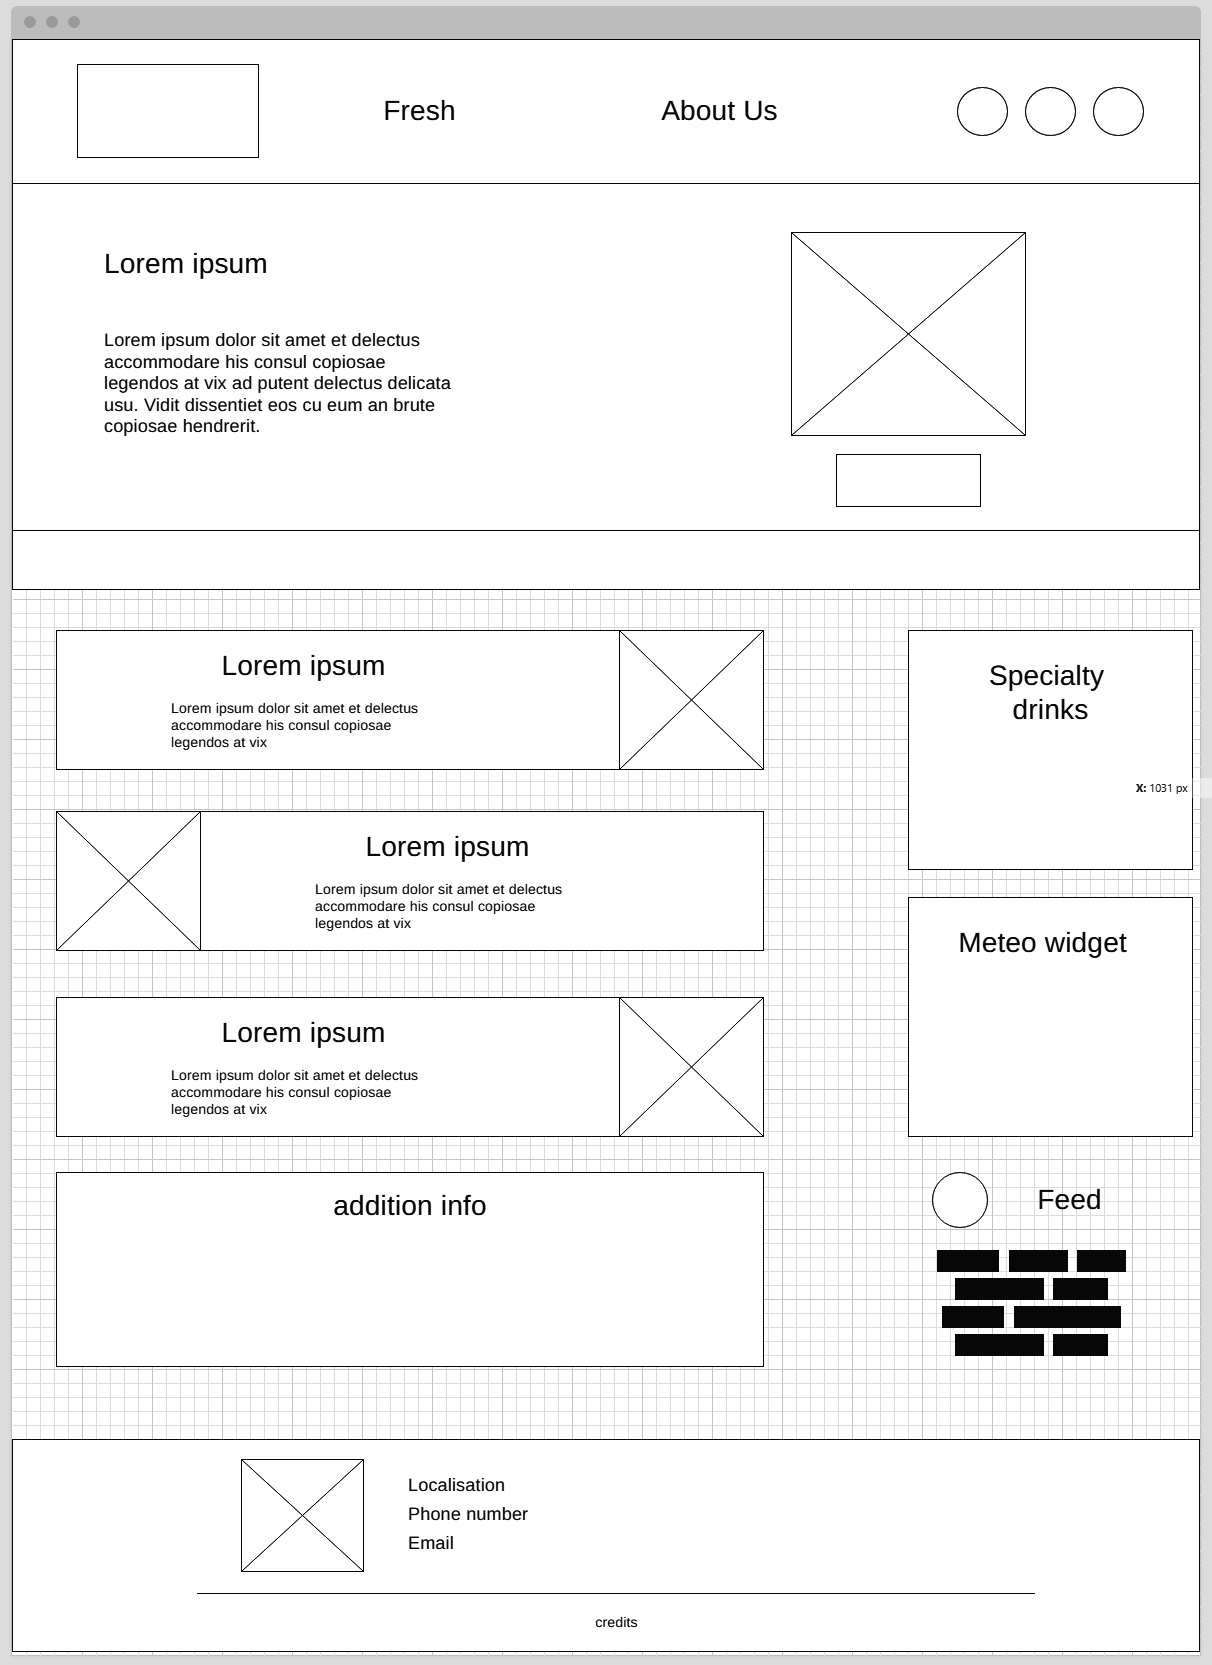 Fresh
About Us
Lorem ipsum
Lorem ipsum dolor sit amet et delectus
accommodare his consul copiosae
legendos at vix ad putent delectus delicata
usu. Vidit dissentiet eos cu eum an brute
copiosae hendrerit.
Lorem ipsum
Lorem ipsum dolor sit amet et delectus
accommodare his consul copiosae
legendos at vix
Lorem ipsum
Lorem ipsum dolor sit amet et delectus
accommodare his consul copiosae
legendos at vix
Lorem ipsum
Lorem ipsum dolor sit amet et delectus
accommodare his consul copiosae
legendos at vix
addition info
Specialty
drinks
X: 1031 px
Meteo widget
Feed
Localisation
Phone number
Email
credits